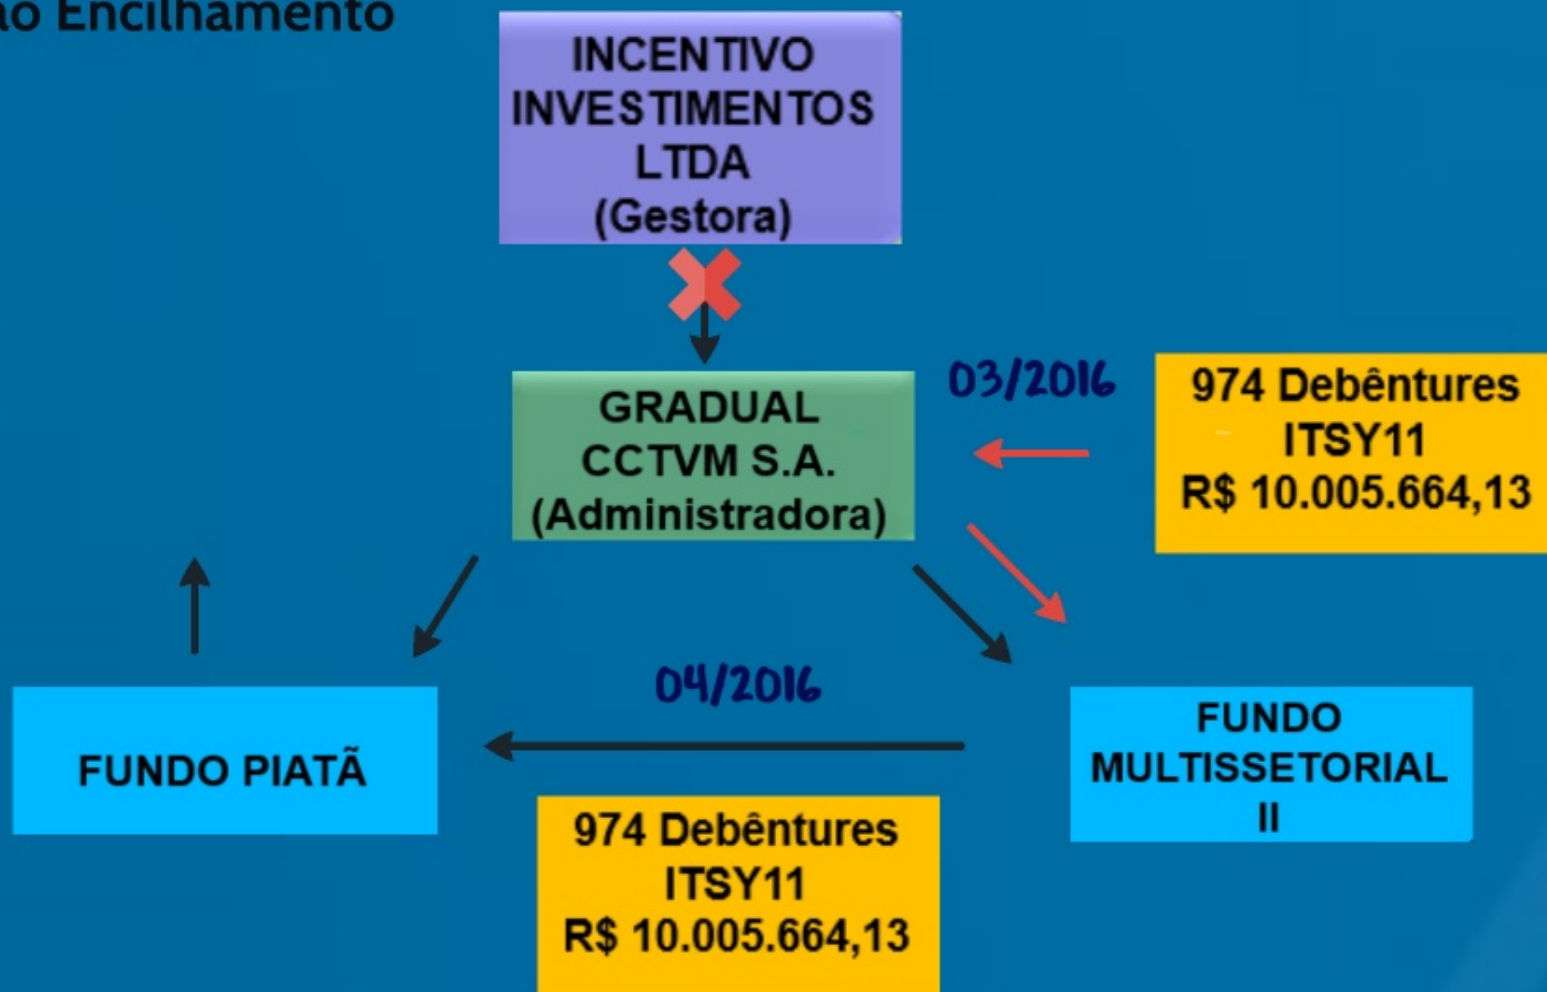 ão Encilhamento
INCENTIVO
INVESTIMENTOS
LTDA
(Gestora)
GRADUAL
CCTVM S.A.
(Administradora)
03/2016
974 Debêntures
ITSY11
R$ 10.005.664,13
04/2016
FUNDO PIATÃ
974 Debêntures
ITSY11
R$ 10.005.664,13
FUNDO
MULTISSETORIAL
II